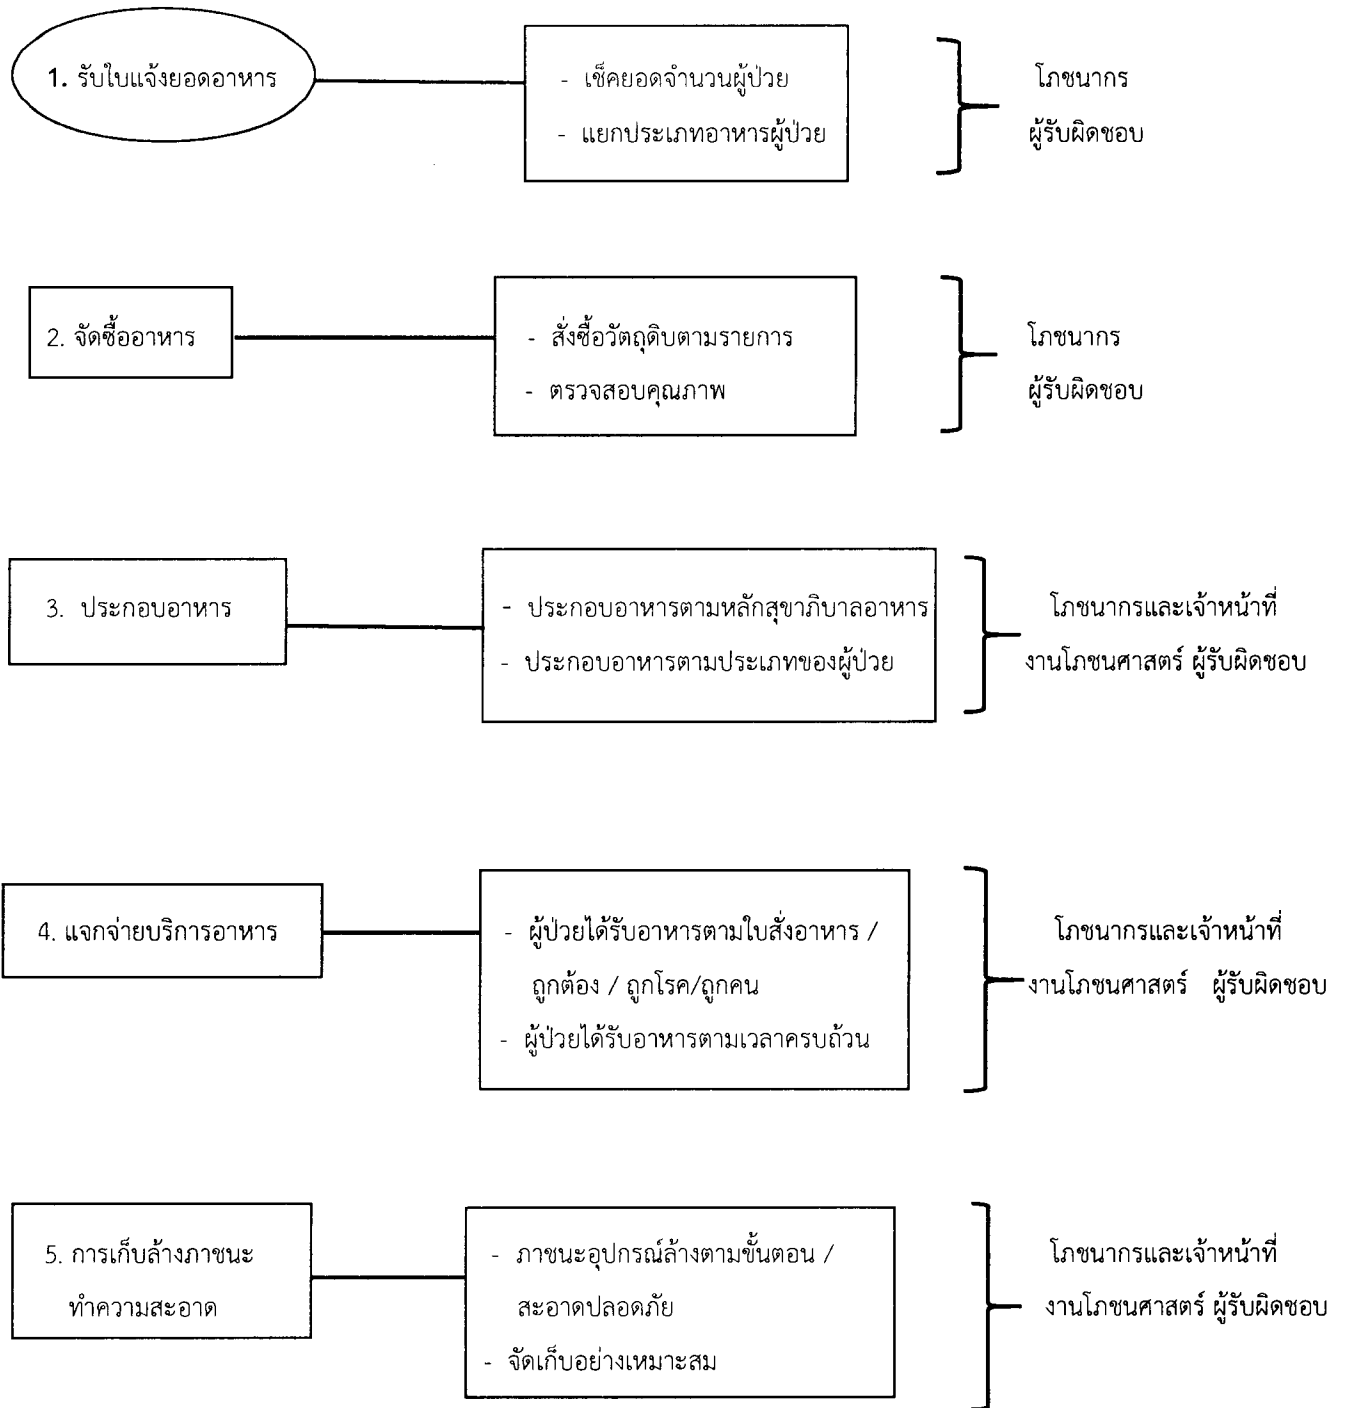 1. รับใบแจ้งยอดอาหาร
- เช็คยอดจำนวนผู้ป่วย
- แยกประเภทอาหารผู้ป่วย
โภชนากร
ผู้รับผิดชอบ
2. จัดซื้ออาหาร
- สั่งซื้อวัตถุดิบตามรายการ
- ตรวจสอบคุณภาพ
โภชนากร
ผู้รับผิดชอบ
3. ประกอบอาหาร
- ประกอบอาหารตามหลักสุขาภิบาลอาหาร
- ประกอบอาหารตามประเภทของผู้ป่วย
โภชนากรและเจ้าหน้าที่
งานโภชนศาสตร์ ผู้รับผิดชอบ
4. แจกจ่ายบริการอาหาร
- ผู้ป่วยได้รับอาหารตามใบสั่งอาหาร /
ถูกต้อง / ถูกโรค/ถูกคน
- ผู้ป่วยได้รับอาหารตามเวลาครบถ้วน
โภชนากรและเจ้าหน้าที่
งานโภชนศาสตร์ ผู้รับผิดชอบ
5. การเก็บล้างภาชนะ
ทำความสะอาด
- ภาชนะอุปกรณ์ล้างตามขั้นตอน /
สะอาดปลอดภัย
- จัดเก็บอย่างเหมาะสม
โภชนากรและเจ้าหน้าที่
งานโภชนศาสตร์ ผู้รับผิดชอบ